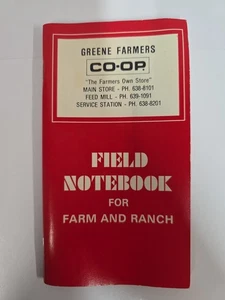 GREENE FARMERS
CO-OP.
"The Farmers Own Store"
MAIN STORE - PH. 638-8101
FEED MILL - PH. 639-1091
SERVICE STATION - PH. 638-8201
FIELD
NOTEBOOK
FOR
FARM AND RANCH